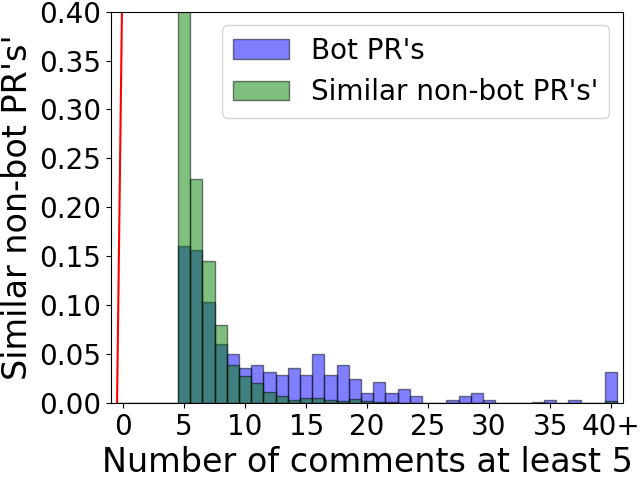 0.40
0.35
0.30
0.25
0.20
0.15
0.10
0.05
0.00
Similar non-bot PR's'
Bot PR's
Similar non-bot PR's'
0 5 10 15 20 25 30 35 40+
Number of comments at least 5